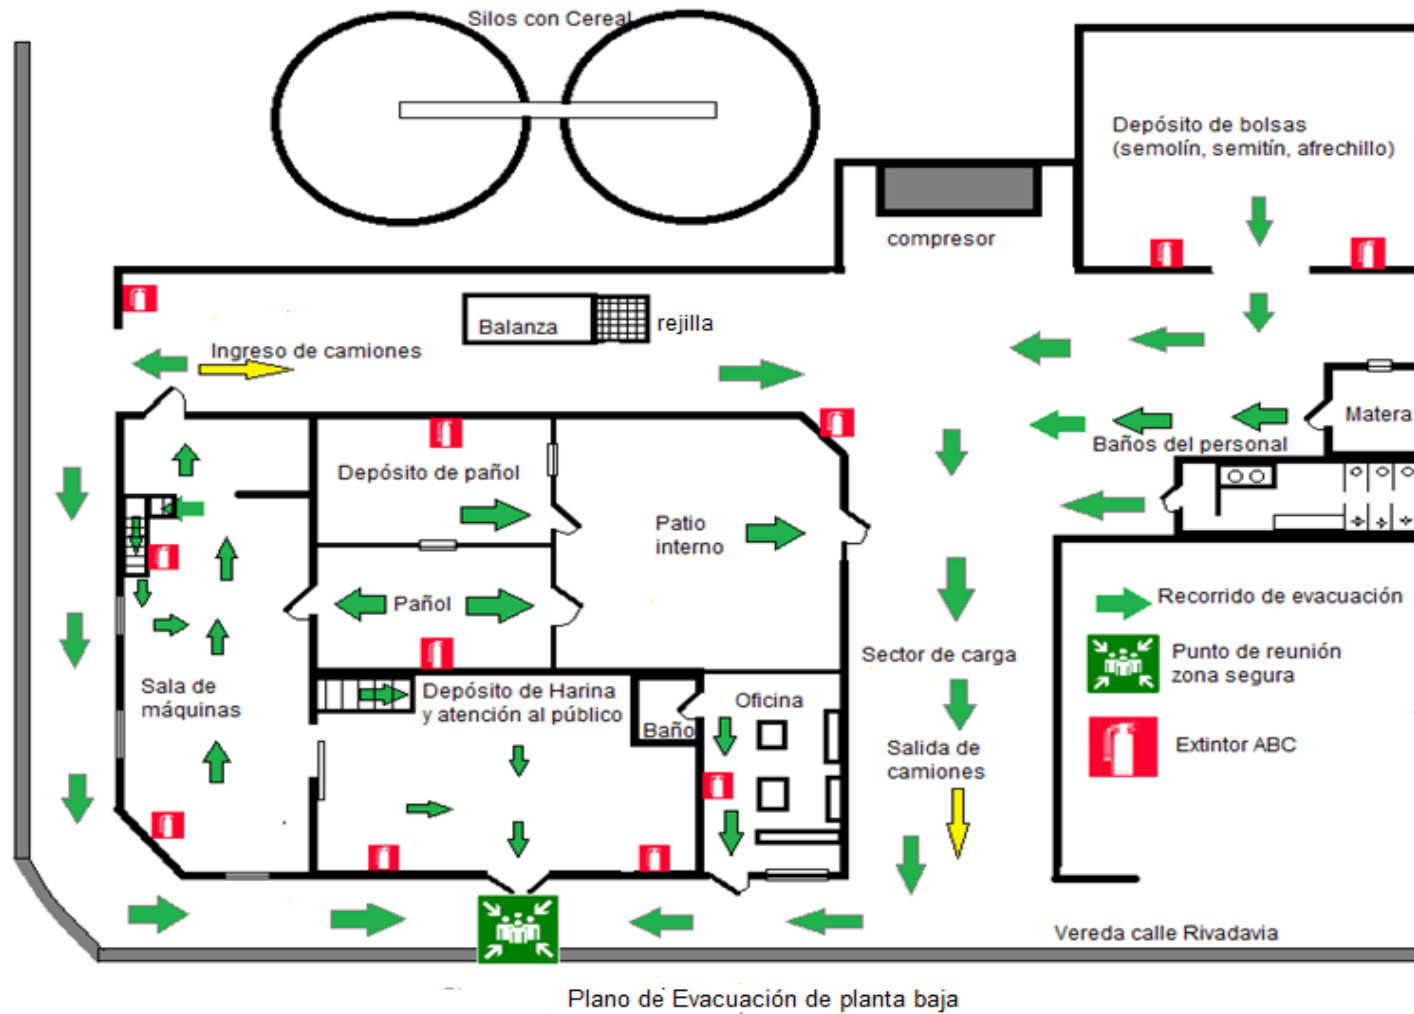 Silos con Cereal
Depósito de bolsas
(semolín, semitín, afrechillo)
compresor
Balanza
rejilla
Ingreso de camiones
Matera
Baños del personal
Depósito de pañol
Patio
interno
Pañol
Recorrido de evacuación
Sector de carga
Punto de reunión
zona segura
Sala de
máquinas
Depósito de Harina
y atención al público
Baño
Oficina
Salida de
camiones
Extintor ABC
Vereda calle Rivadavia
Plano de Evacuación de planta baja